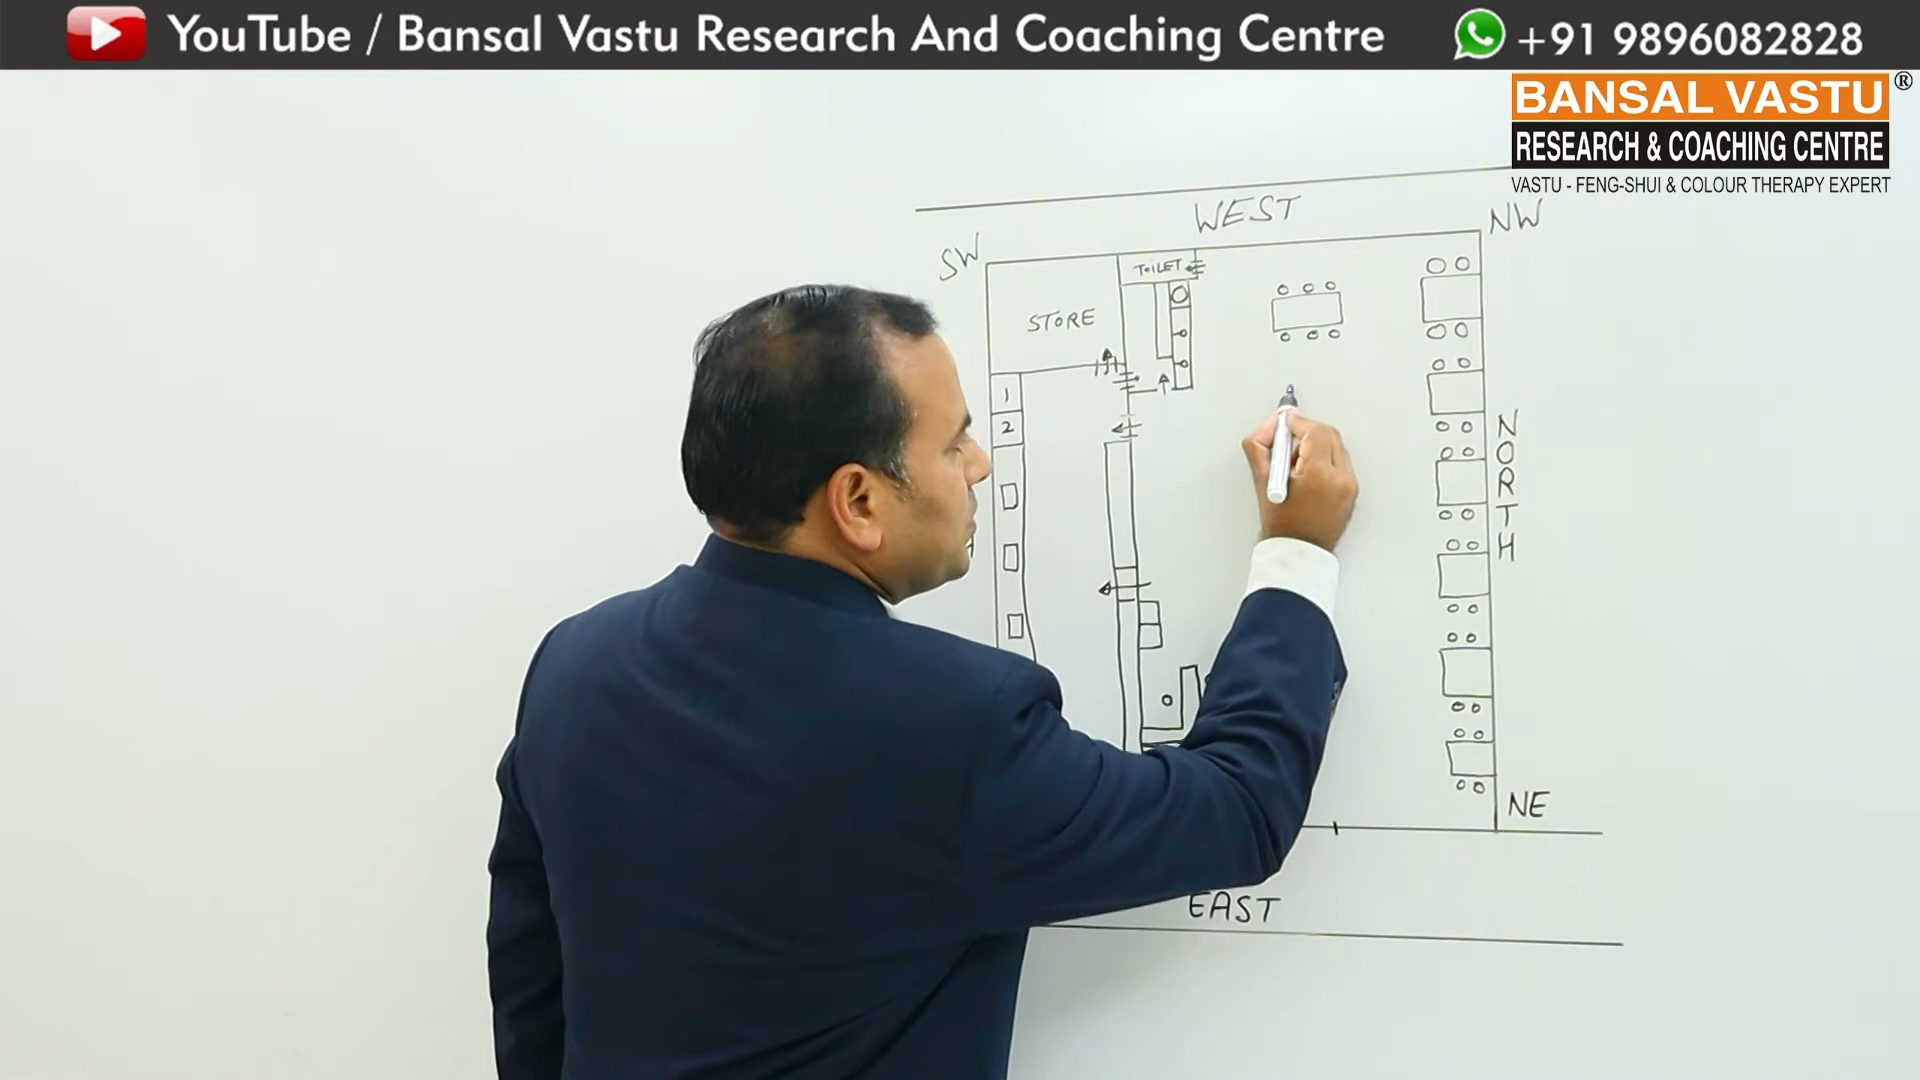 YouTube / Bansal Vastu Research And Coaching Centre
+91 9896082828
BANSAL VASTU®
RESEARCH & COACHING CENTRE
VASTU - FENG-SHUI & COLOUR THERAPY EXPERT
WEST
NW
SW
TOILET
STORE
1
2
NORTH
NE
EAST